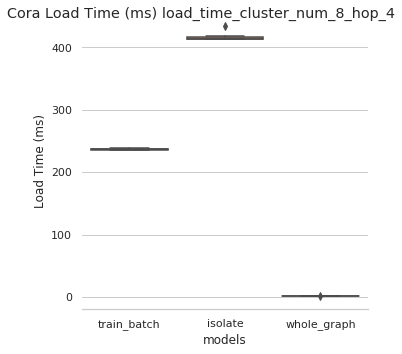 Cora Load Time (ms) load_time_cluster_num_8_hop_4
400
300
200
100
0
Load Time (ms)
train_batch isolate whole_graph
models